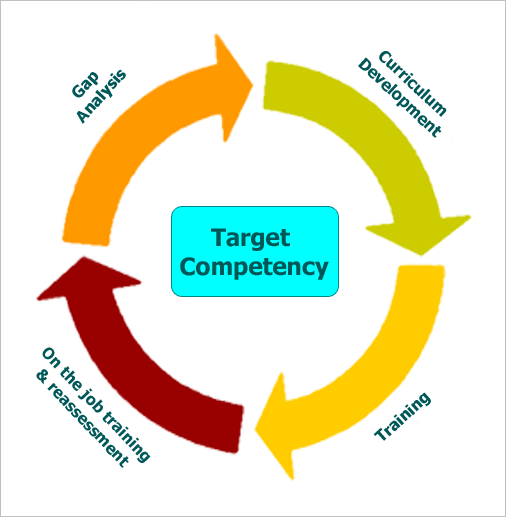 Gap
Analysis
Curriculum
Development
Target
Competency
On the job training
& reassessment
Training